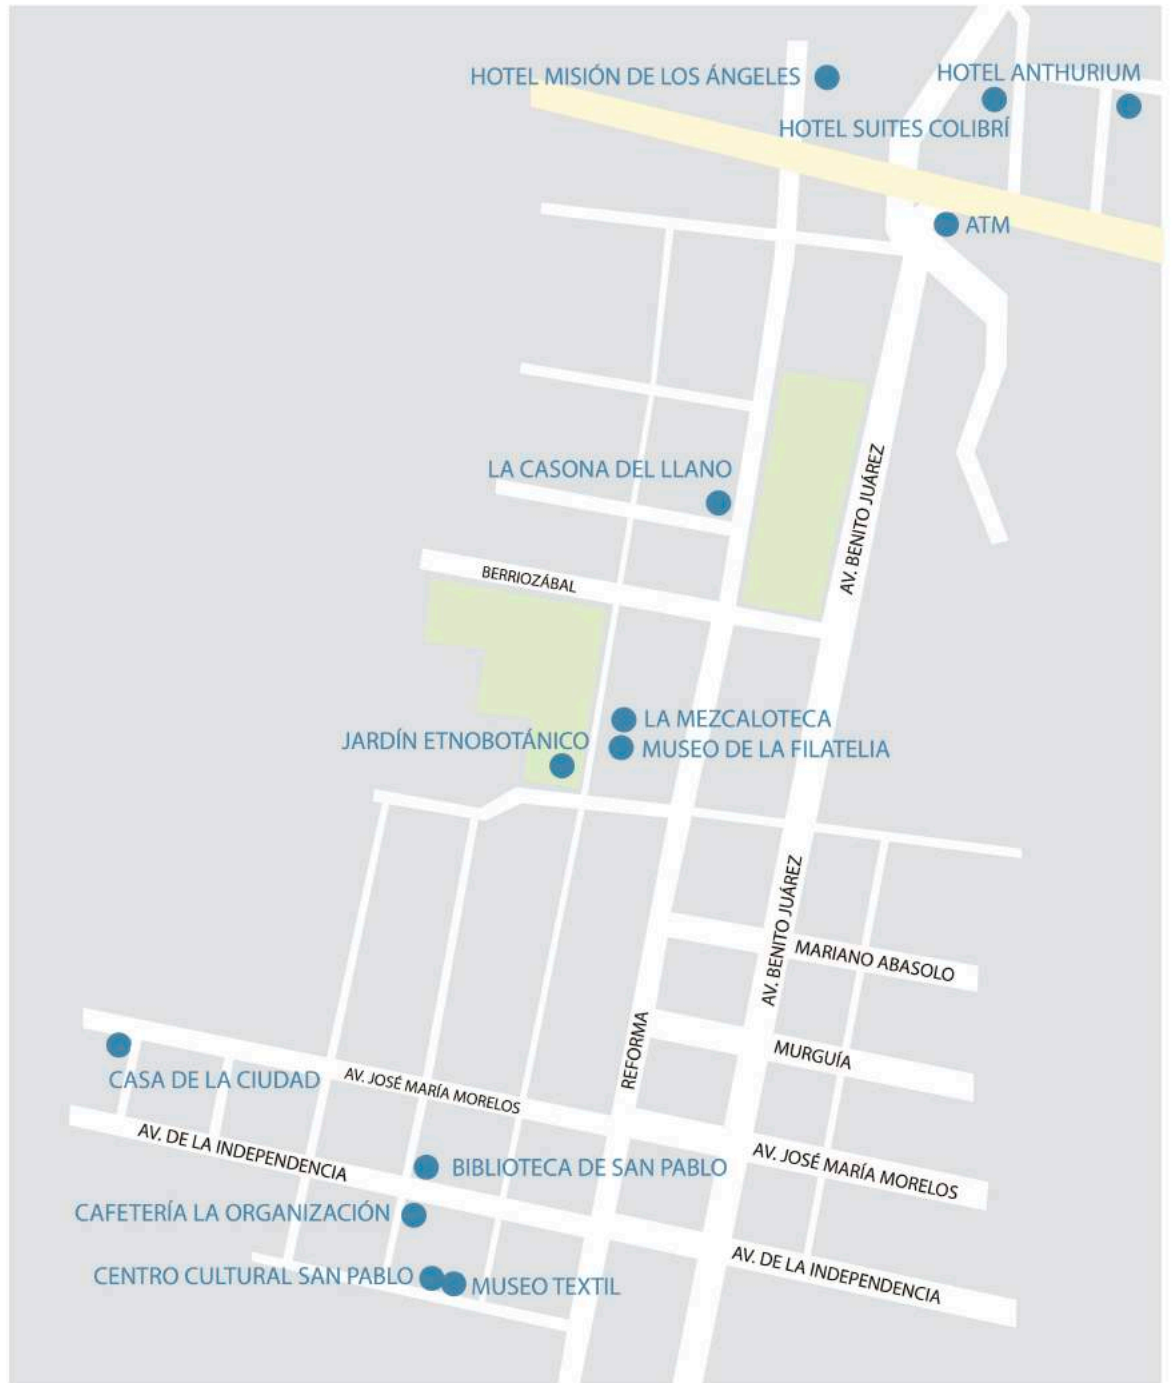 HOTEL MISIÓN DE LOS ÁNGELES
HOTEL ANTHURIUM
HOTEL SUITES COLIBRÍ
ATM
LA CASONA DEL LLANO
AV. BENITO JUÁREZ
BERRIOZÁBAL
LA MEZCALOTECA
JARDÍN ETNOBOTÁNICO
MUSEO DE LA FILATELIA
AV. BENITO JUÁREZ
MARIANO ABASOLO
REFORMA
MURGUÍA
CASA DE LA CIUDAD
AV. JOSÉ MARÍA MORELOS
AV. DE LA INDEPENDENCIA
BIBLIOTECA DE SAN PABLO
AV. JOSÉ MARÍA MORELOS
CAFETERÍA LA ORGANIZACIÓN
AV. DE LA INDEPENDENCIA
CENTRO CULTURAL SAN PABLO
MUSEO TEXTIL